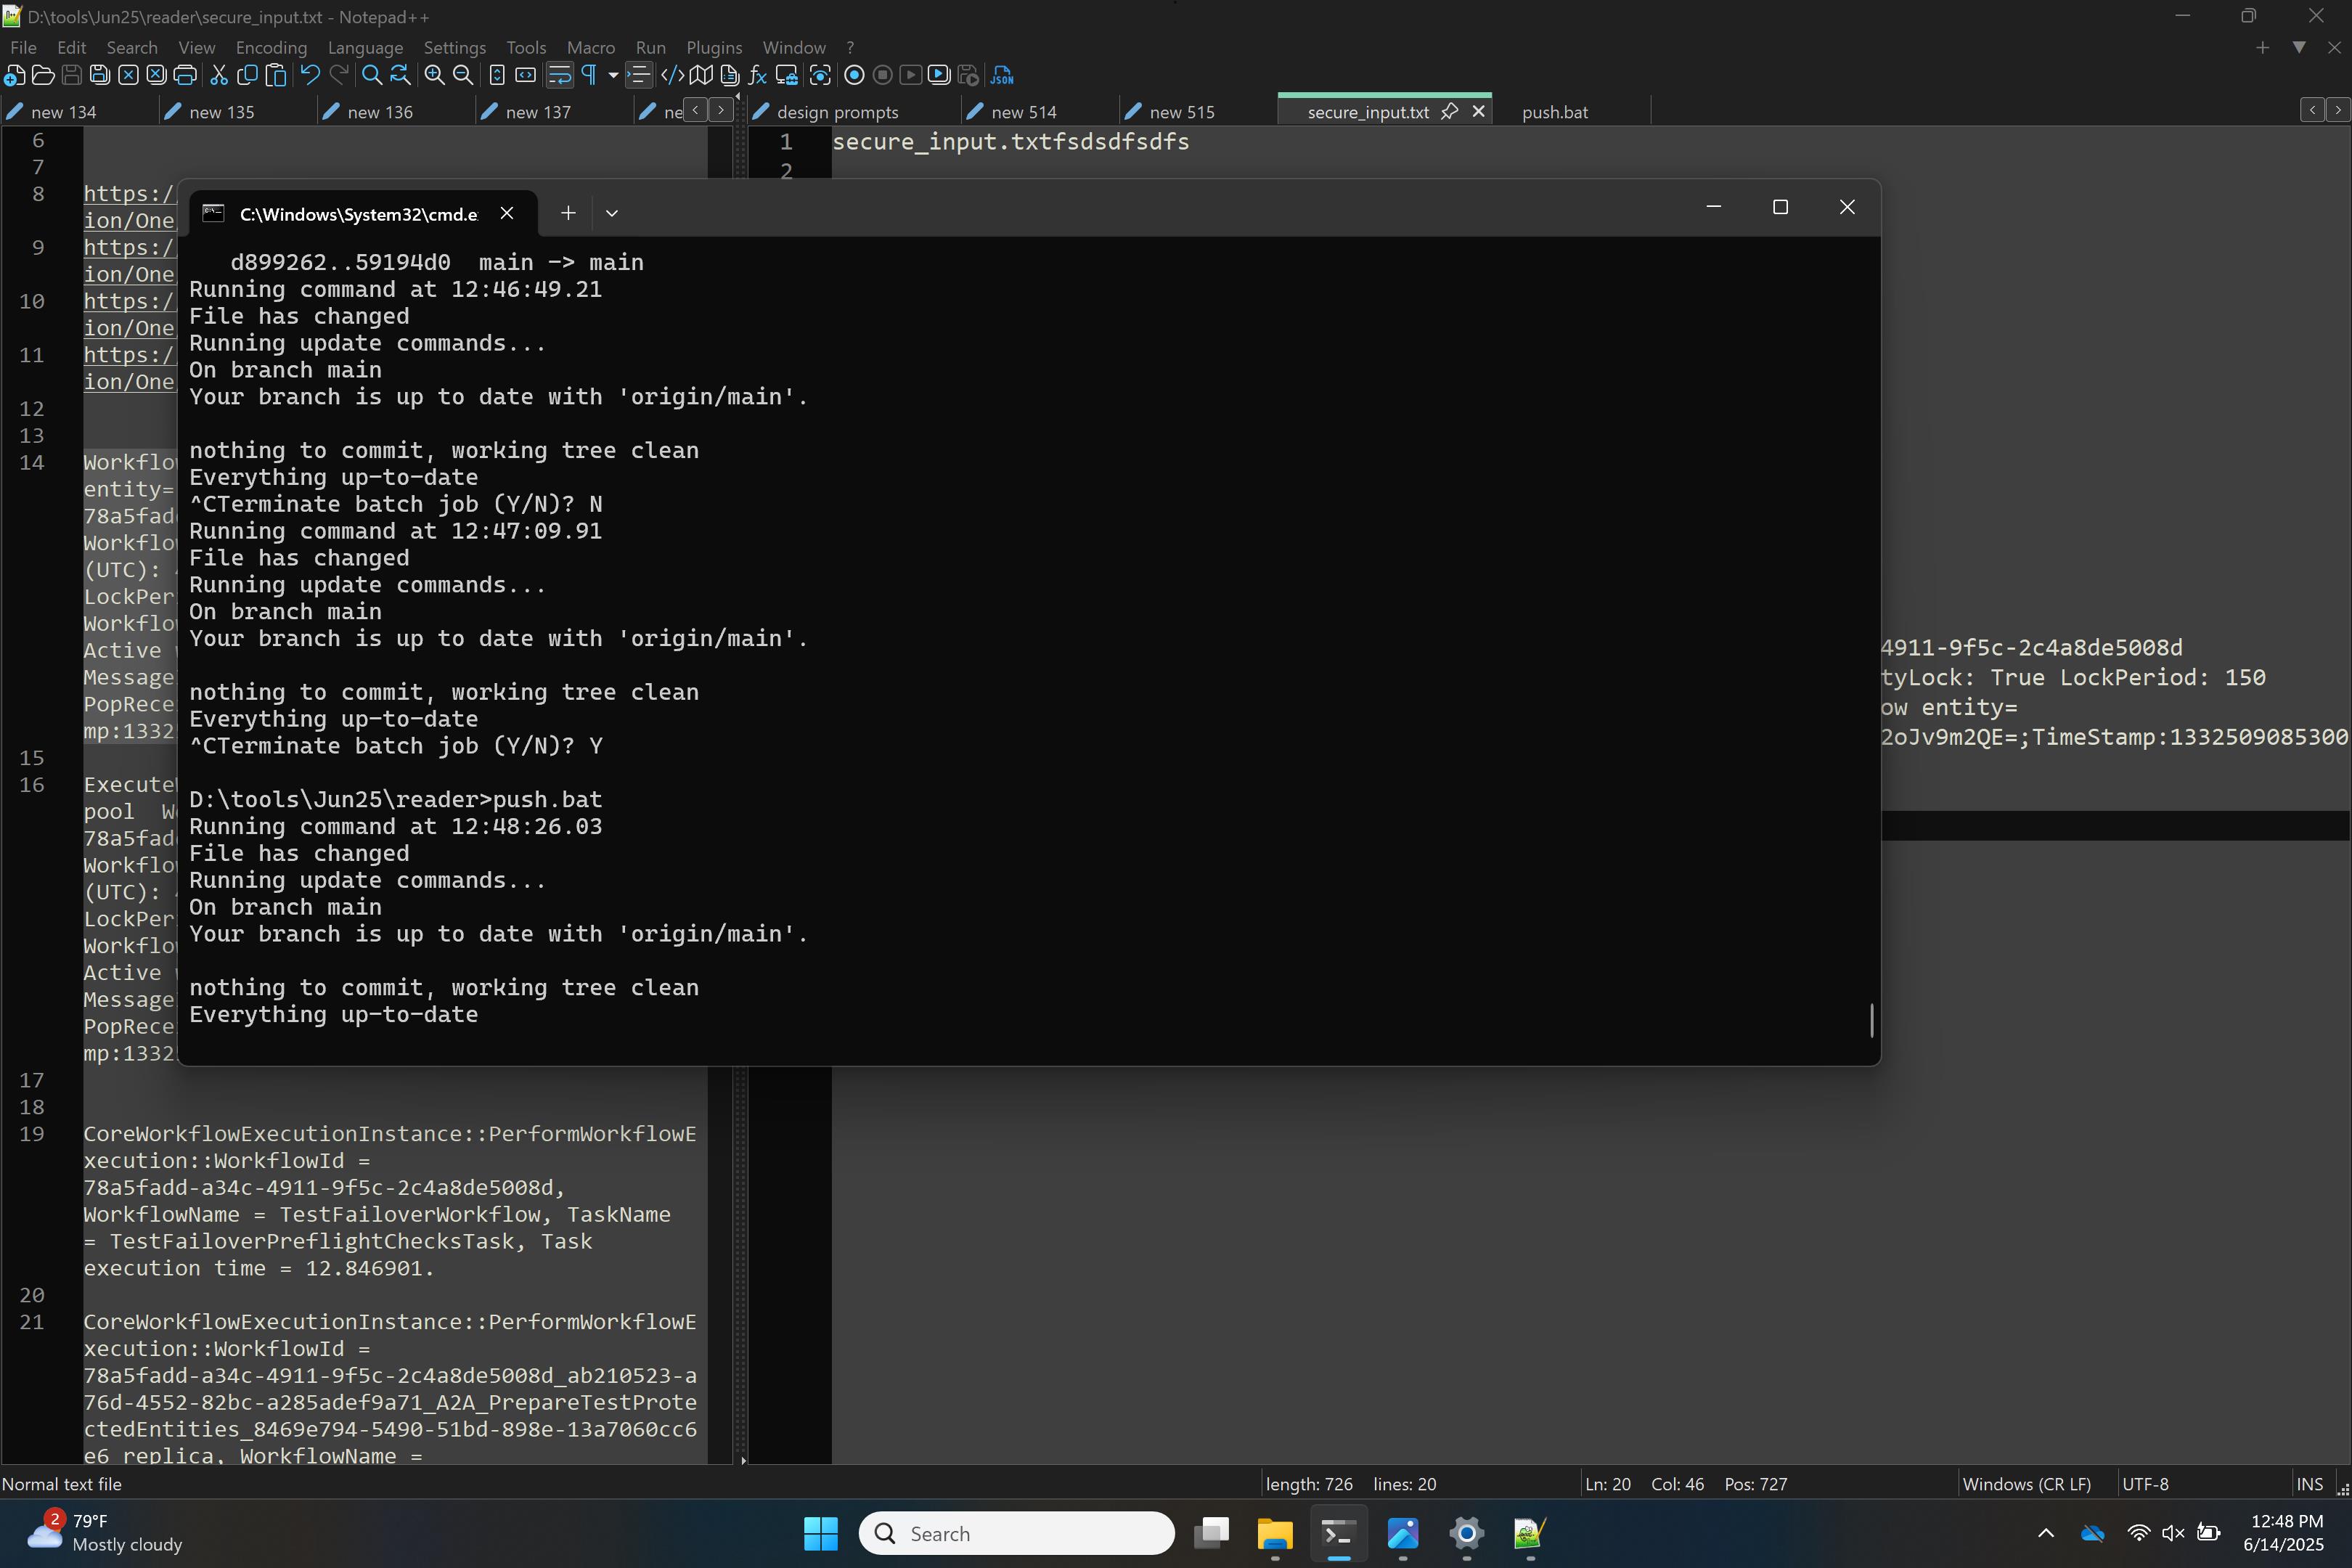 D:\tools\Jun25\reader\secure_input.txt - Notepad++
File Edit Search View Encoding Language Settings Tools Macro Run Plugins Window ?
new 134 new 135 new 136 new 137 ne design prompts new 514 new 515 secure_input.txt push.bat
6
7
8 https:/
ion/One
9 https:/
ion/One
10 https:/
ion/One
11 https:/
ion/One
12
13
14 Workflo
entity=
78a5fad
Workflo
(UTC):
LockPer
Workflo
Active
Message
PopRece
mp:1332
15
16 Execute
pool
78a5fad
Workflo
(UTC):
LockPer
Workflo
Active
Message
PopRece
mp:1332
17
18
19 CoreWorkflowExecutionInstance::PerformWorkflowE
xecution::WorkflowId =
78a5fadd-a34c-4911-9f5c-2c4a8de5008d,
WorkflowName = TestFailoverWorkflow, TaskName
= TestFailoverPreflightChecksTask, Task
execution time = 12.846901.
20
21 CoreWorkflowExecutionInstance::PerformWorkflowE
xecution::WorkflowId =
78a5fadd-a34c-4911-9f5c-2c4a8de5008d_ab210523-a
76d-4552-82bc-a285adef9a71_A2A_PrepareTestProte
ctedEntities_8469e794-5490-51bd-898e-13a7060cc6
e6 replica, WorkflowName =
1 secure_input.txtfsdsdfsdfs
2
C:\Windows\System32\cmd.e
d899262..59194d0 main -> main
Running command at 12:46:49.21
File has changed
Running update commands...
On branch main
Your branch is up to date with 'origin/main'.
nothing to commit, working tree clean
Everything up-to-date
^CTerminate batch job (Y/N)? N
Running command at 12:47:09.91
File has changed
Running update commands...
On branch main
Your branch is up to date with 'origin/main'.
nothing to commit, working tree clean
Everything up-to-date
^CTerminate batch job (Y/N)? Y
D:\tools\Jun25\reader>push.bat
Running command at 12:48:26.03
File has changed
Running update commands...
On branch main
Your branch is up to date with 'origin/main'.
nothing to commit, working tree clean
Everything up-to-date
4911-9f5c-2c4a8de5008d
tyLock: True LockPeriod: 150
ow entity=
2oJv9m2QE=;TimeStamp:1332509085300
Normal text file length: 726 lines: 20 Ln: 20 Col: 46 Pos: 727 Windows (CR LF) UTF-8 INS
2
79°F
Mostly cloudy
Search
12:48 PM
6/14/2025